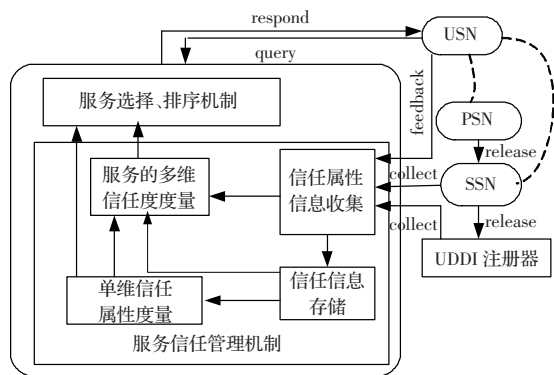 respond
USN
query
服务选择、排序机制
feedback
PSN
release
服务的多维
信任度度量
信任属性
信息收集
collect
SSN
collect
release
UDDI 注册器
单维信任
属性度量
信任信息
存储
服务信任管理机制